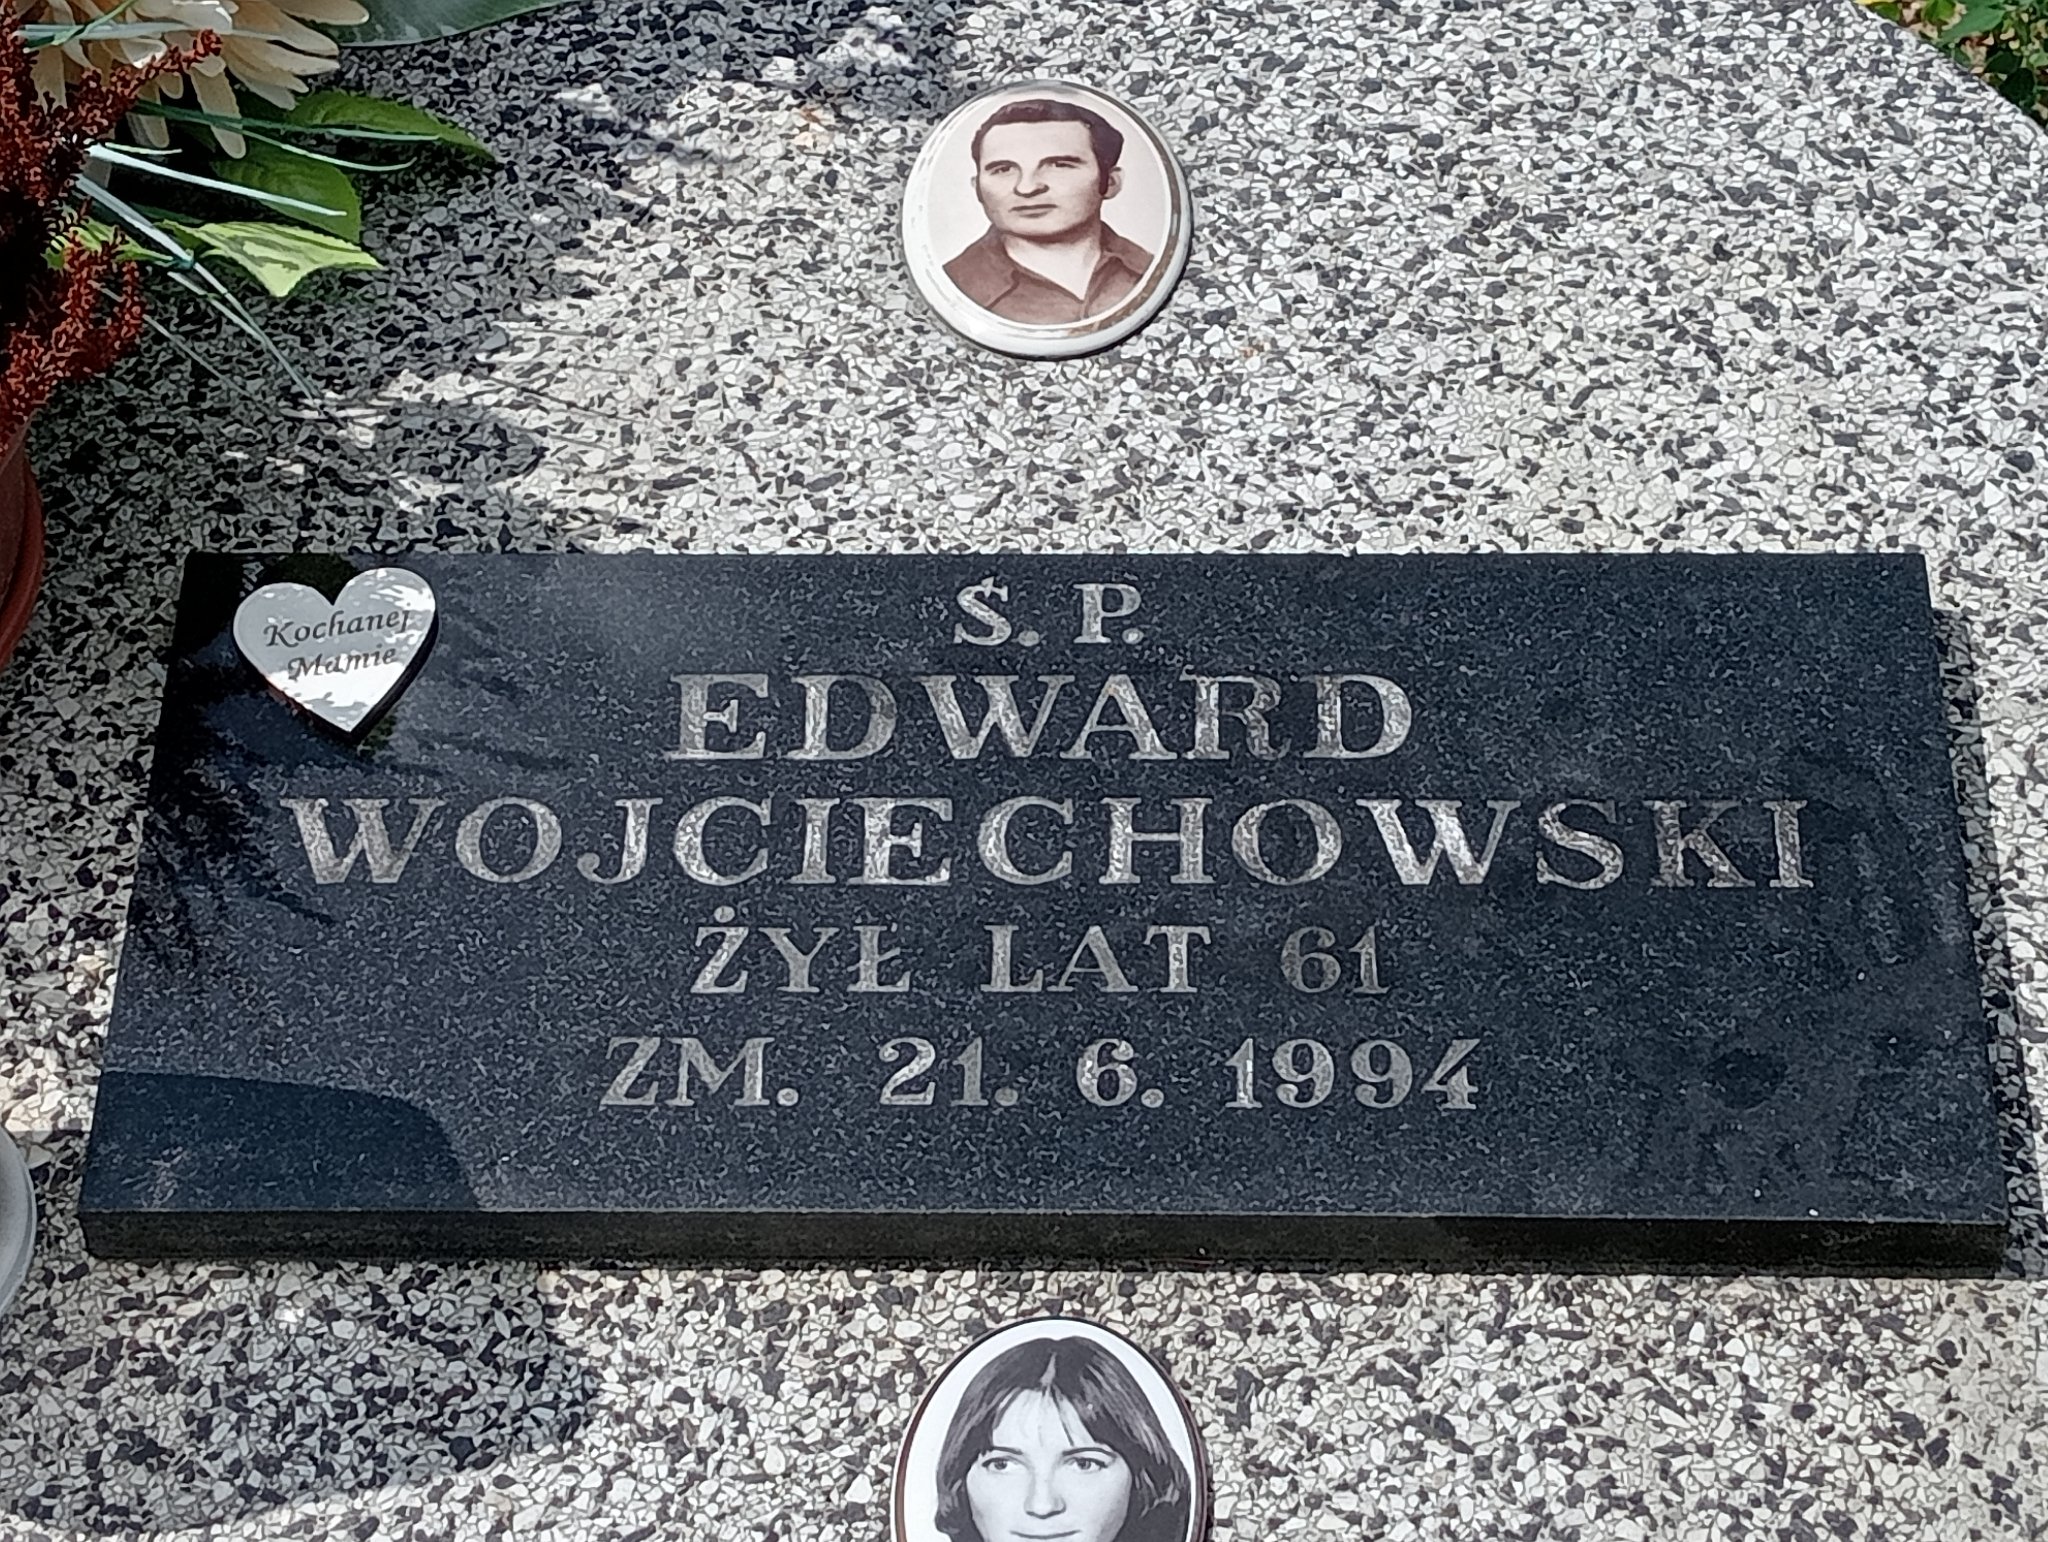 Kochanej
Mamie
Ś. P.
EDWARD
WOJCIECHOWSKI
ŻYŁ LAT 61
ZM. 21. 6. 1994